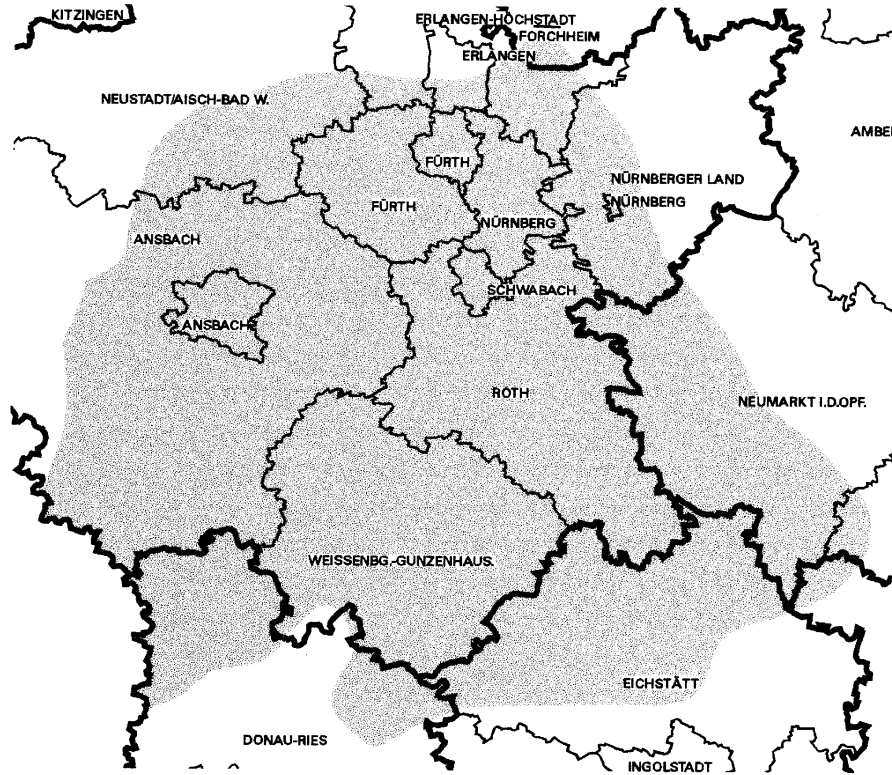 KITZINGEN
ERLANGEN-HÖCHSTADT
FORCHHEIM
ERLANGEN
NEUSTADT/AISCH-BAD W.
AMBE
FÜRTH
NÜRNBERGER LAND
FÜRTH
NÜRNBERG
NÜRNBERG
ANSBACH
SCHWABACH
ANSBACH
ROTH
NEUMARKT I.D.OPF.
WEISSENBG.-GUNZENHAUS.
EICHSTÄTT
DONAU-RIES
INGOLSTADT